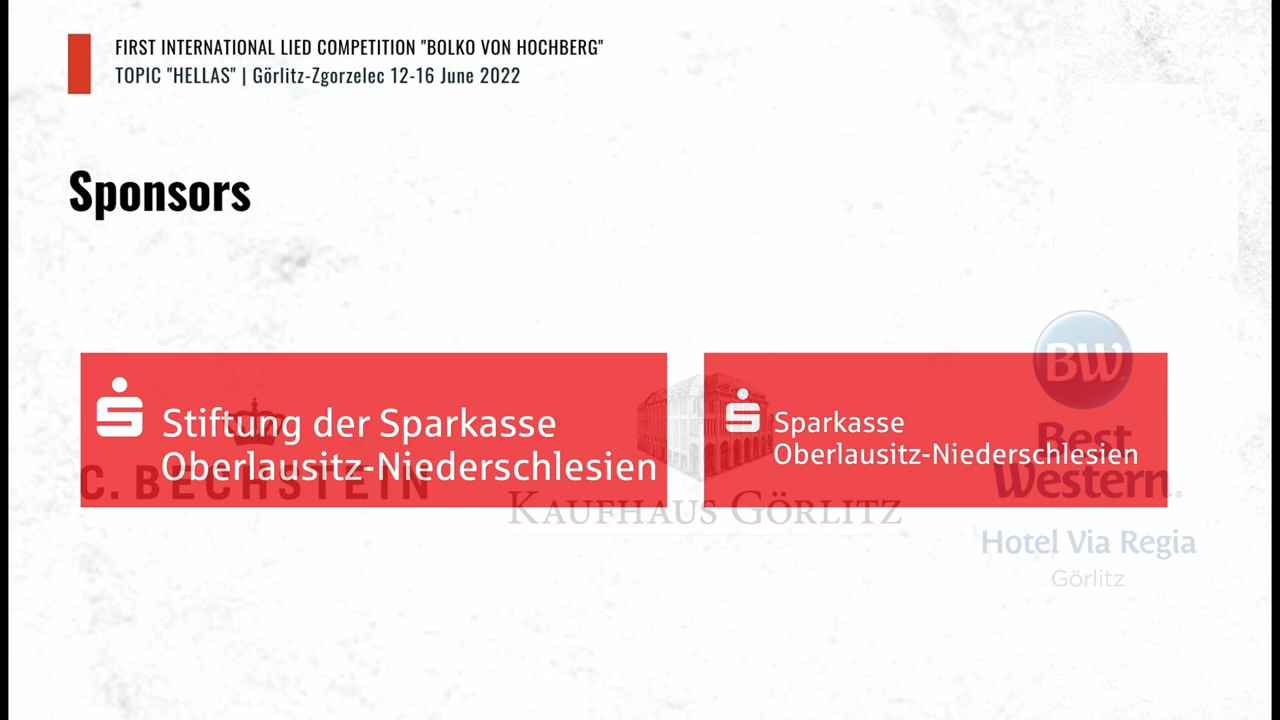 FIRST INTERNATIONAL LIED COMPETITION "BOLKO VON HOCHBERG"
TOPIC "HELLAS" | Görlitz-Zgorzelec 12-16 June 2022
Sponsors
Stiftung der Sparkasse
Oberlausitz-Niederschlesien
Sparkasse
Oberlausitz-Niederschlesien
C. BECHSTEIN
KAUFHAUS GÖRLITZ
BW
Best
Western.
Hotel Via Regia
Görlitz